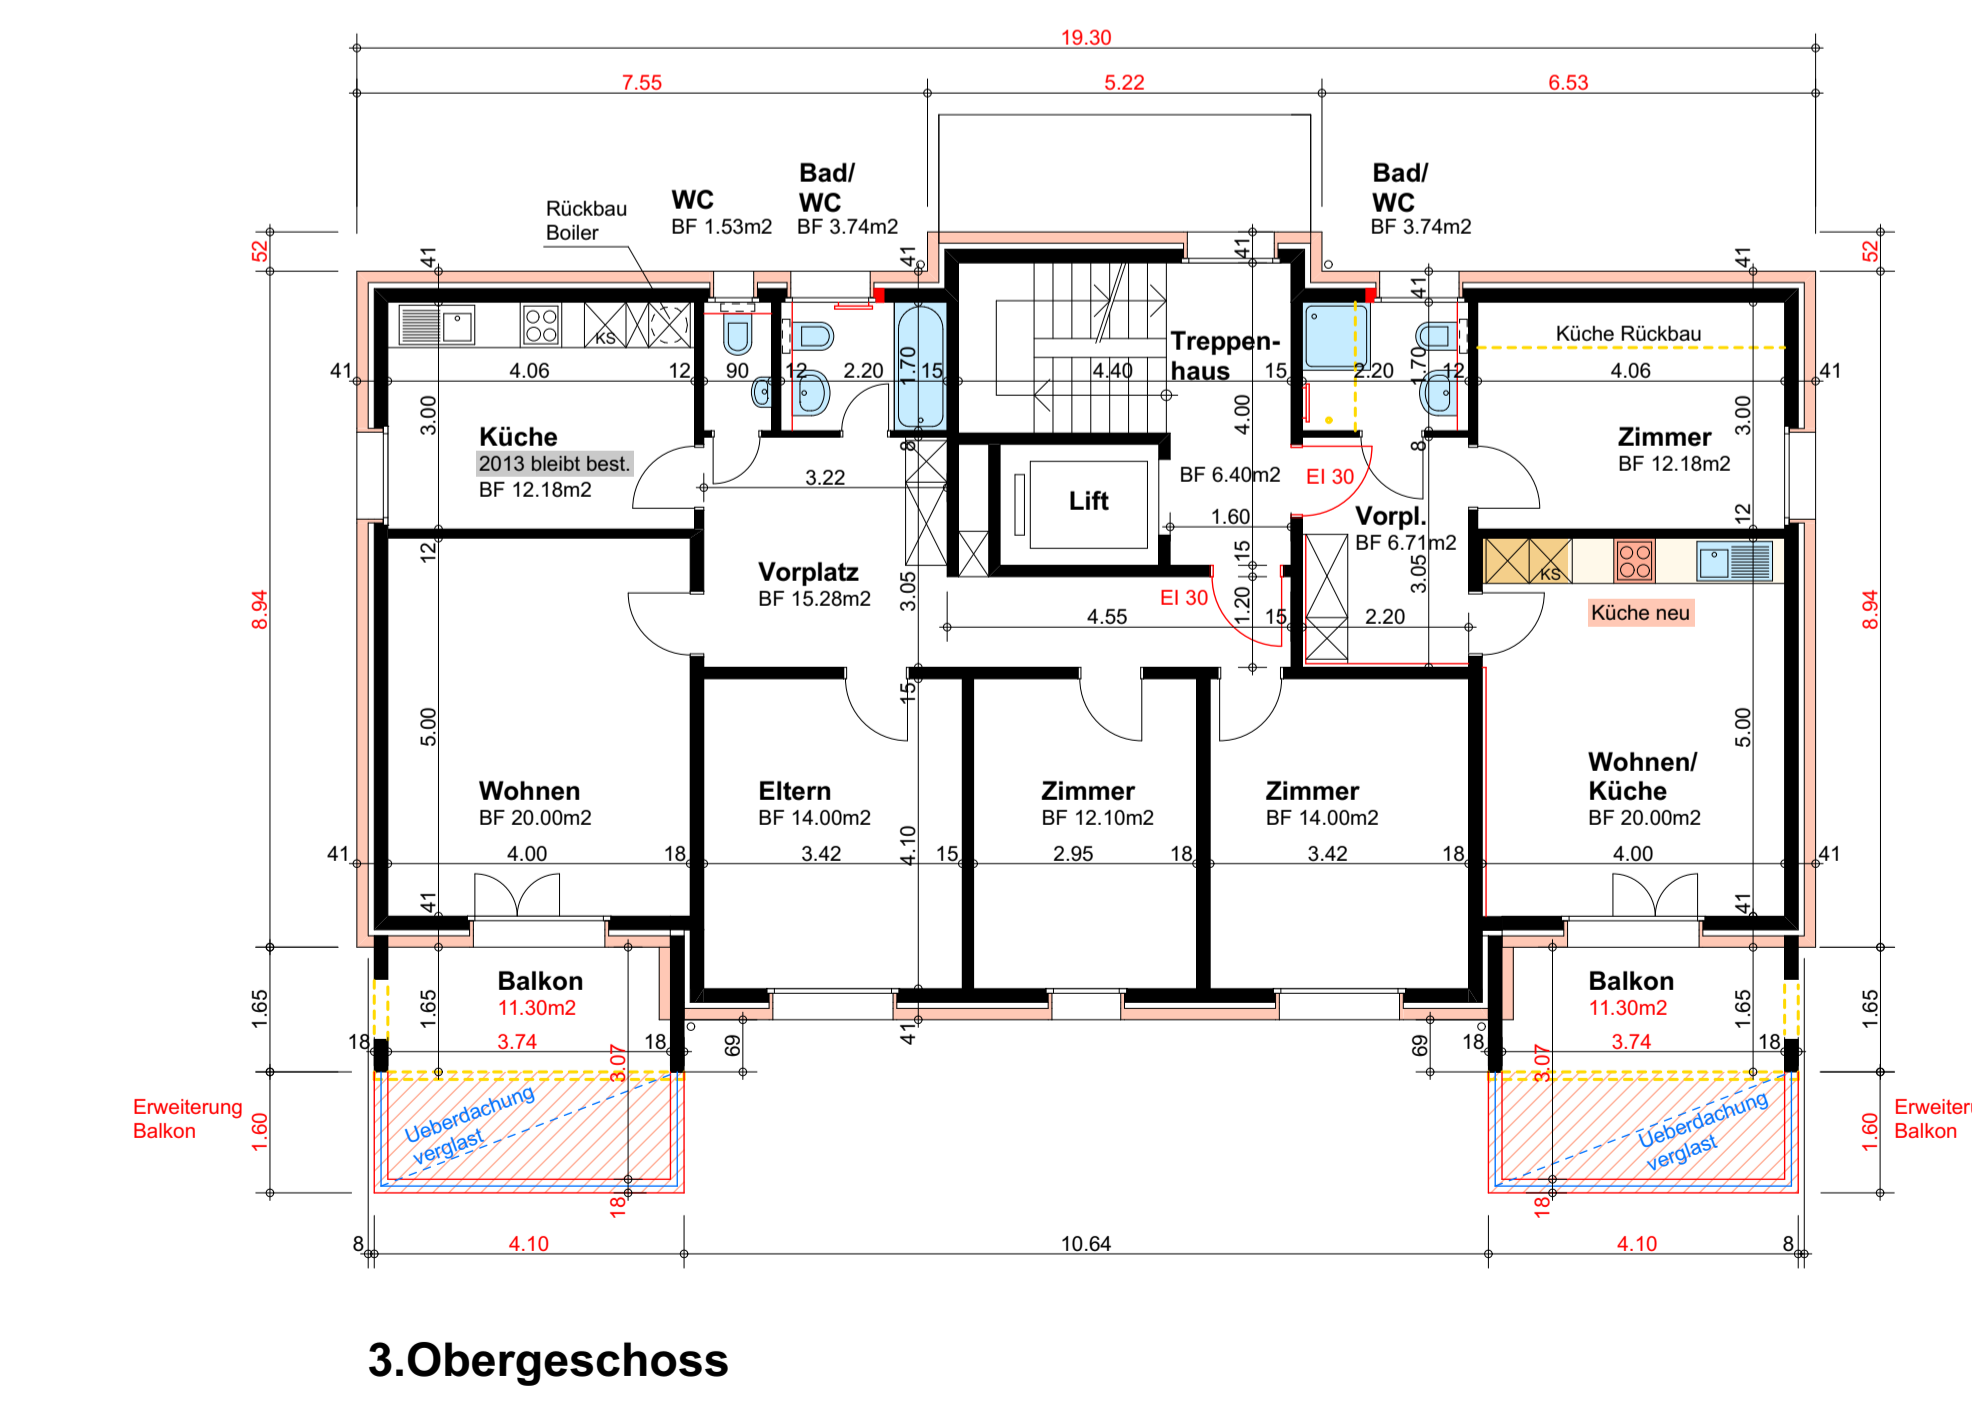 19.30
7.55
5.22
6.53
Rückbau
Boiler
WC
BF 1.53m2
Bad/
WC
BF 3.74m2
Bad/
WC
BF 3.74m2
52
41
41
41
41
41
52
KS
Küche Rückbau
41
4.06
12
90
12
2.20
1.70
15
4.40
Treppen-
haus
15
2.20
1.70
12
4.06
41
3.00
4.00
3.00
Küche
2013 bleibt best.
BF 12.18m2
8
8
Zimmer
BF 12.18m2
3.22
Lift
BF 6.40m2
EI 30
1.60
Vorpl.
BF 6.71m2
12
12
15
Vorplatz
BF 15.28m2
3.05
EI 30
1.20
3.05
KS
Küche neu
8.94
4.55
15
2.20
8.94
15
5.00
5.00
Wohnen
BF 20.00m2
Eltern
BF 14.00m2
Zimmer
BF 12.10m2
Zimmer
BF 14.00m2
Wohnen/
Küche
BF 20.00m2
41
4.00
18
3.42
4.10
15
2.95
18
3.42
18
4.00
41
41
41
Balkon
11.30m2
Balkon
11.30m2
1.65
1.65
41
1.65
1.65
18
3.74
18
69
69
18
3.74
18
3.07
3.07
Erweiterung
Balkon
1.60
Ueberdachung
verglast
Ueberdachung
verglast
1.60
Erweiteru
Balkon
18
18
8
4.10
10.64
4.10
8
3.Obergeschoss